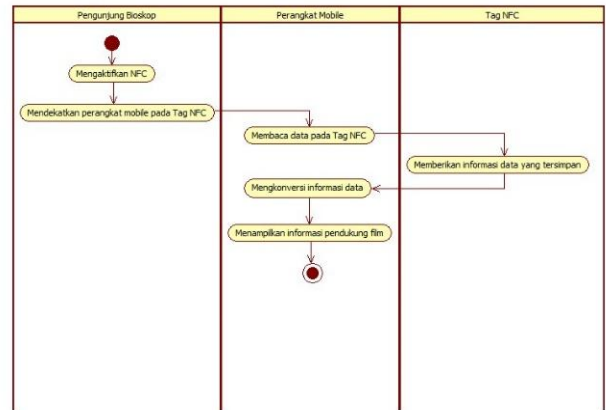 Pengunjung Bioskop
Perangkat Mobile
Tag NFC
Mengaktifkan NFC
Mendekatkan perangkat mobile pada Tag NFC
Membaca data pada Tag NFC
Memberikan informasi data yang tersimpan
Mengkonversi informasi data
Menampilkan informasi pendukung film